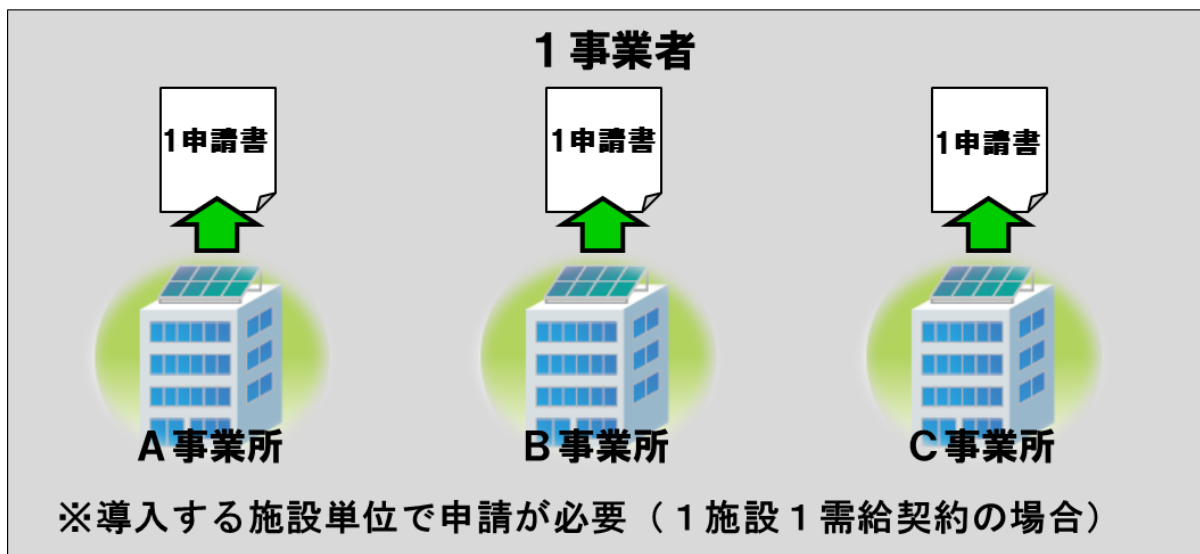 １事業者
1申請書
1申請書
1申請書
Ａ事業所
Ｂ事業所
Ｃ事業所
※導入する施設単位で申請が必要（１施設１需給契約の場合）